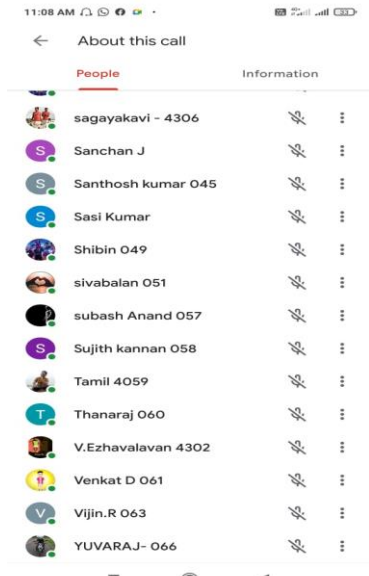 11:08 AM
About this call
People
Information
sagayakavi - 4306
S
Sanchan J
S
Santhosh kumar 045
S
Sasi Kumar
Shibin 049
sivabalan 051
subash Anand 057
S
Sujith kannan 058
Tamil 4059
T
Thanaraj 060
V.Ezhavalavan 4302
Venkat D 061
V
Vijin.R 063
YUVARAJ- 066